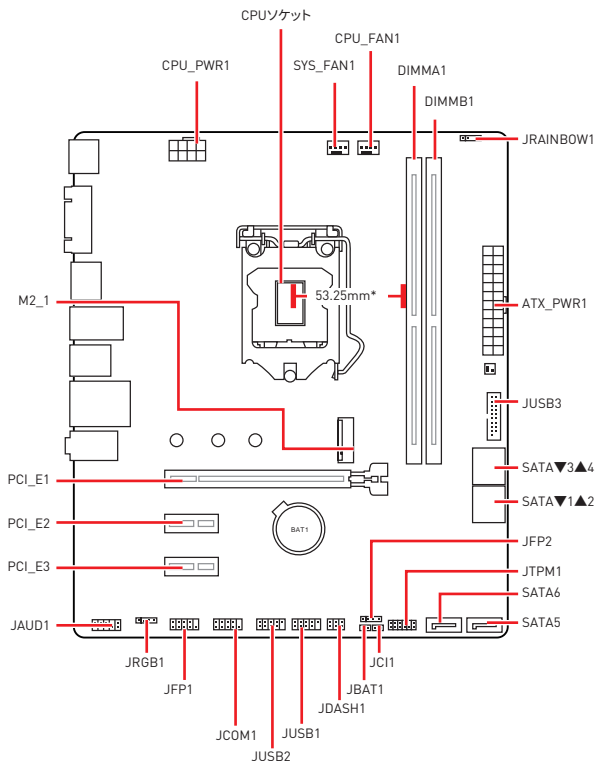 CPUソケット
CPU_FAN1
SYS_FAN1
CPU_PWR1
DIMMA1
DIMMB1
JRAINBOW1
M2_1
53.25mm*
ATX_PWR1
JUSB3
SATA▼3▲4
PCI_E1
SATA▼1▲2
PCI_E2
BAT1
JFP2
PCI_E3
JTPM1
SATA6
JAUD1
SATA5
JRGB1
JCI1
JFP1
JBAT1
JDASH1
JCOM1
JUSB1
JUSB2